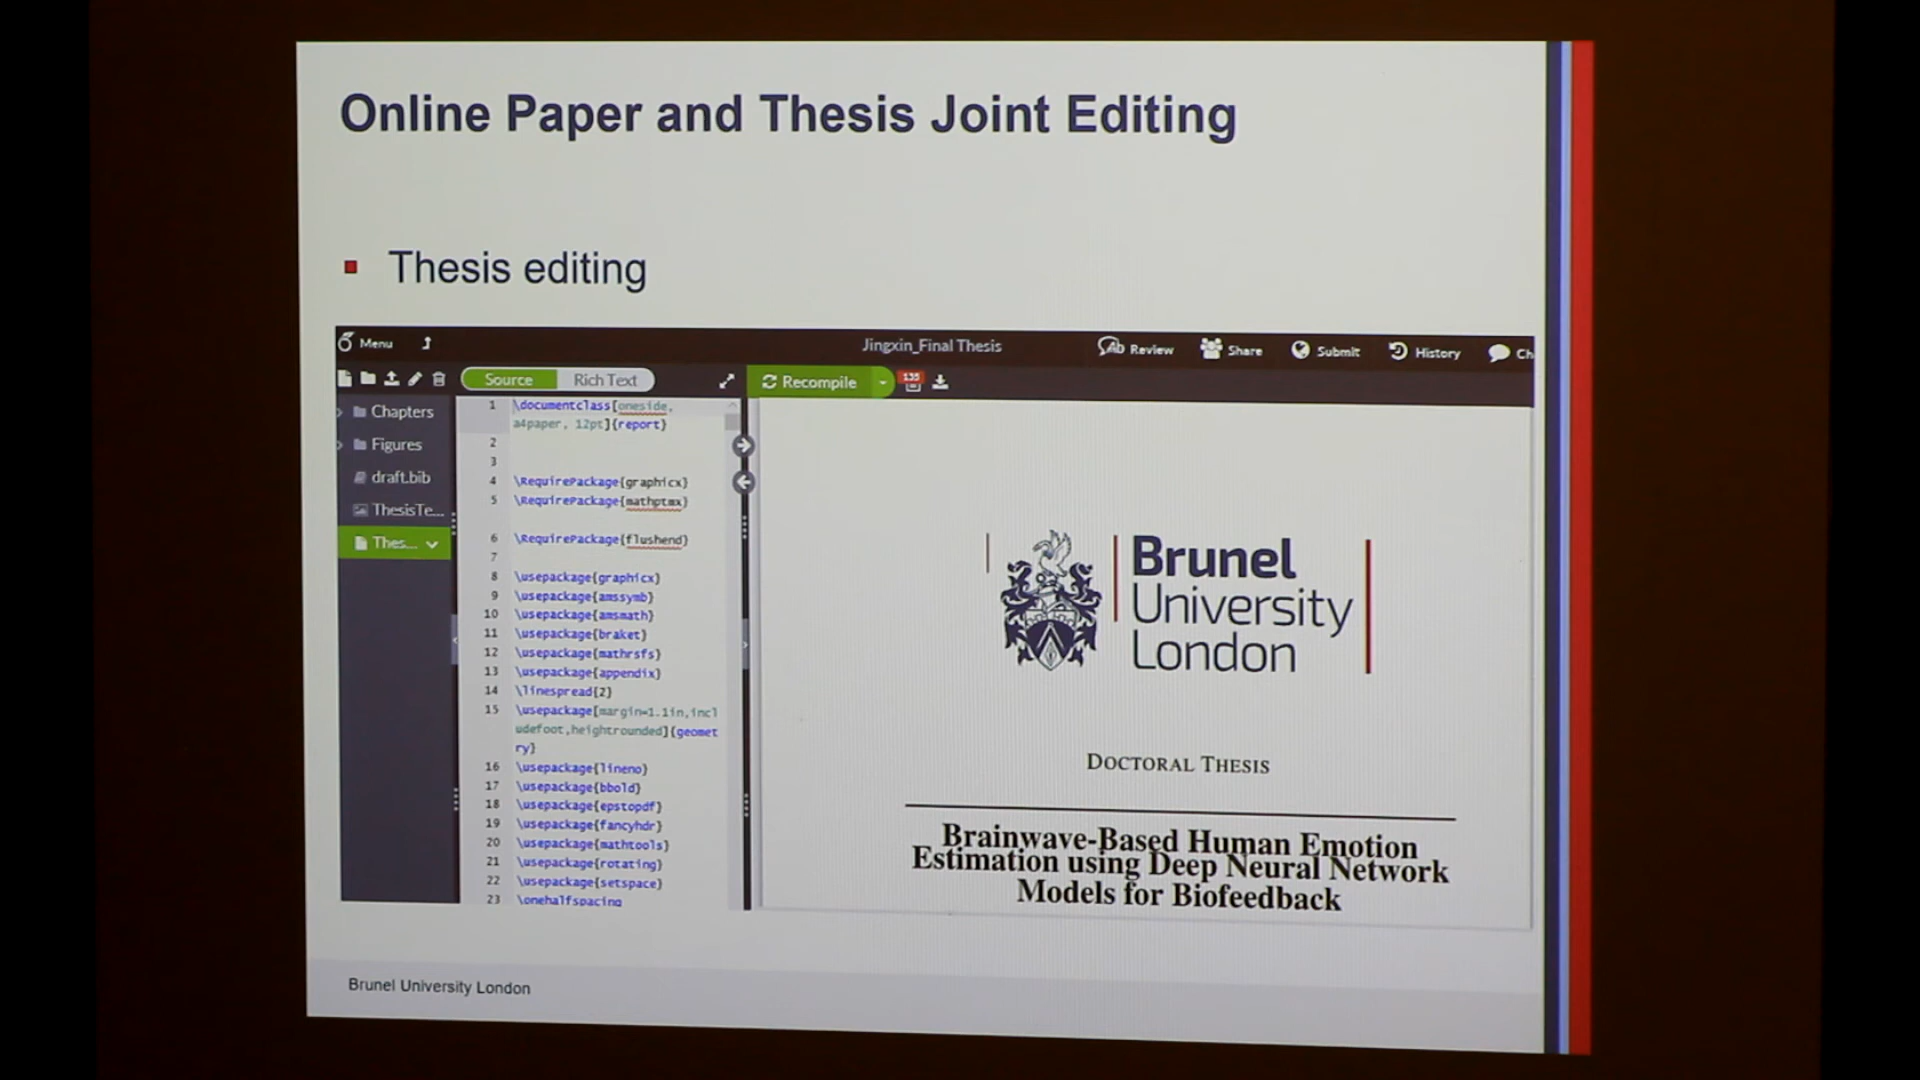 Online Paper and Thesis Joint Editing
Thesis editing
Menu
Jingxin_Final Thesis
Review
Share
Submit
History
Ch
Source
Rich Text
Recompile
135
Chapters
Figures
draft.bib
ThesisTe...
Thes...
1 \documentclass[oneside,
a4paper, 12pt]{report}
2
3
4 \RequirePackage{graphicx}
5 \RequirePackage{mathptmx}
6 \RequirePackage{flushend}
7
8 \usepackage{graphicx}
9 \usepackage{amssymb}
10 \usepackage{amsmath}
11 \usepackage{braket}
12 \usepackage{mathrsfs}
13 \usepackage{appendix}
14 \linespread{2}
15 \usepackage[margin=1.1in,incl
udefoot,heightrounded]{geomet
ry}
16 \usepackage{lineno}
17 \usepackage{bbold}
18 \usepackage{epstopdf}
19 \usepackage{fancyhdr}
20 \usepackage{mathtools}
21 \usepackage{rotating}
22 \usepackage{setspace}
23 \onehalfspacing
Brunel
University
London
DOCTORAL THESIS
Brainwave-Based Human Emotion
Estimation using Deep Neural Network
Models for Biofeedback
Brunel University London